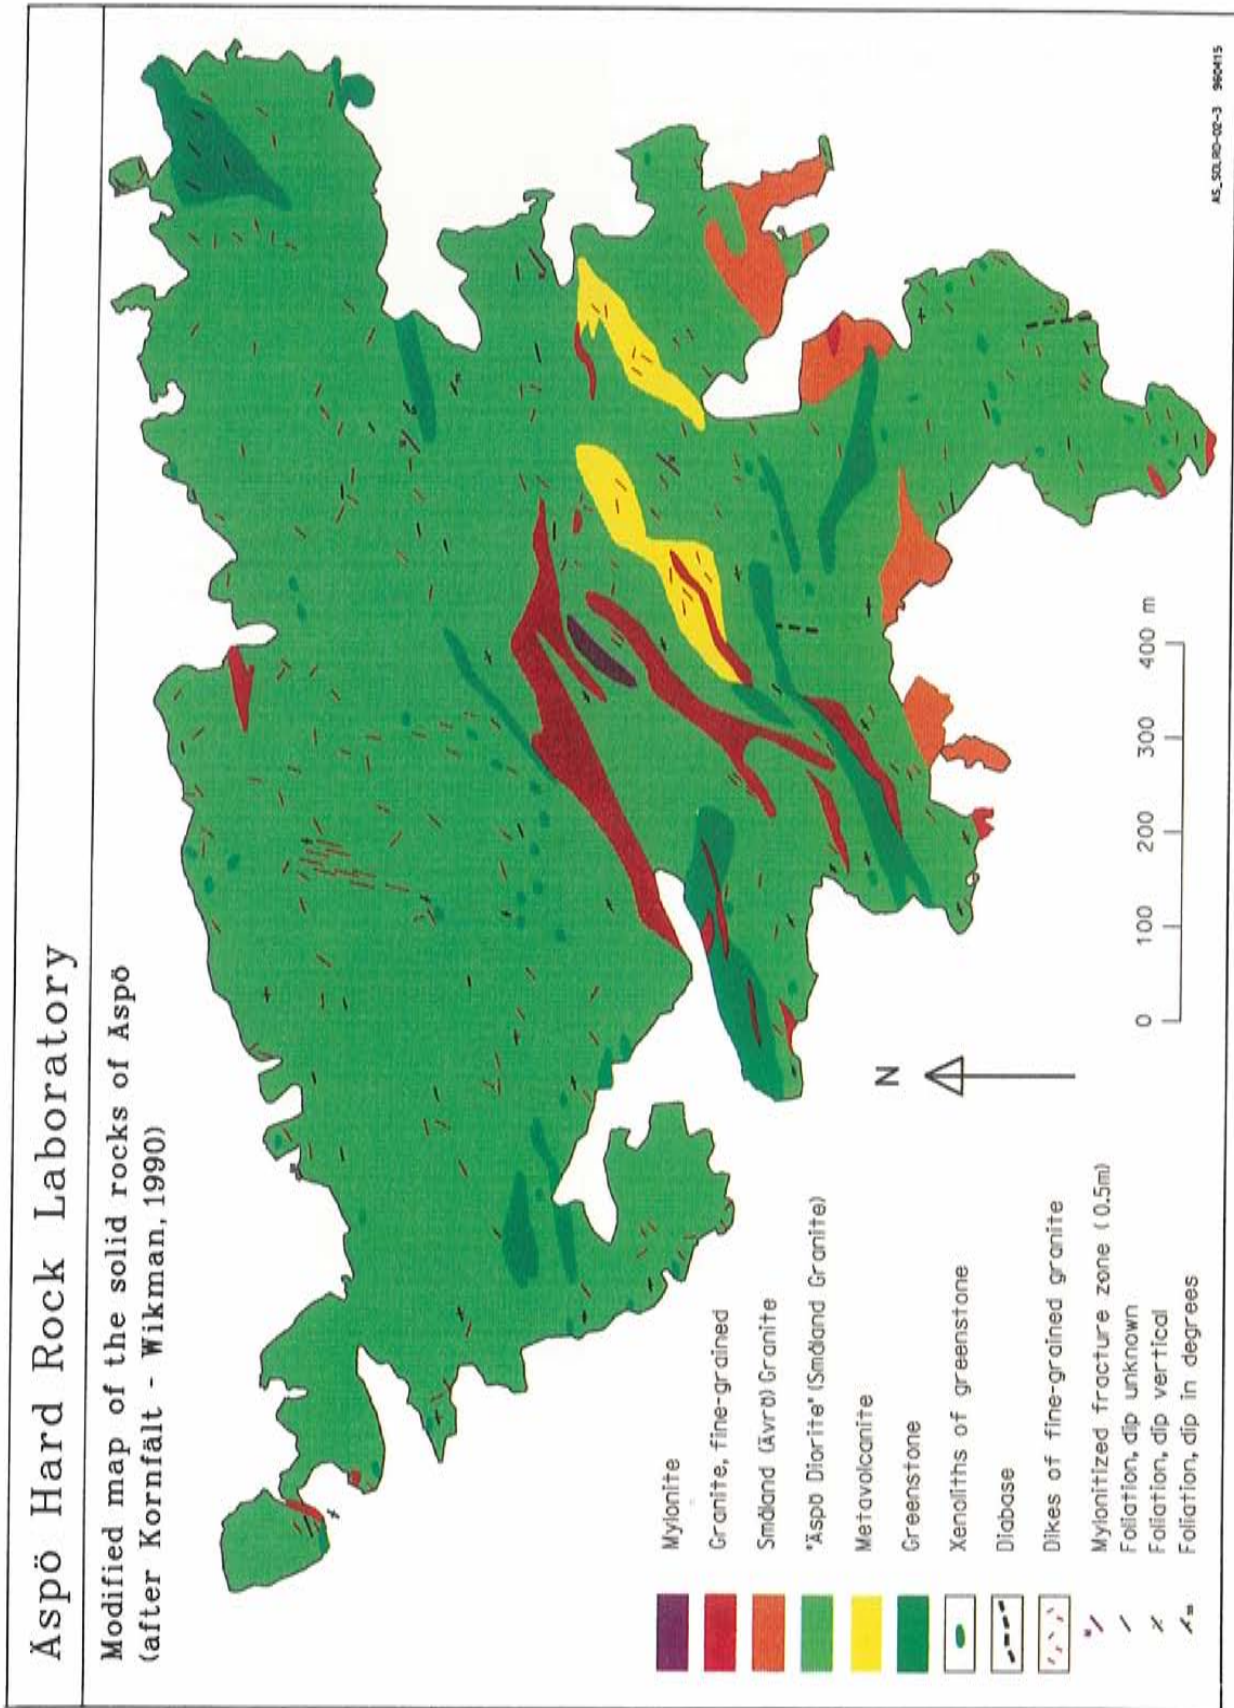 Äspö Hard Rock Laboratory
Modified map of the solid rocks of Äspö
(after Kornfält - Wikman, 1990)
Mylonite
Granite, fine-grained
Småland (Ävrö) Granite
"Äspö Diorite" (Småland Granite)
Metavolcanite
Greenstone
Xenoliths of greenstone
Diabase
Dikes of fine-grained granite
Mylonitized fracture zone (0.5m)
Foliation, dip unknown
Foliation, dip vertical
Foliation, dip in degrees
N
0 100 200 300 400 m
AS_SOLRO-02-3 960415